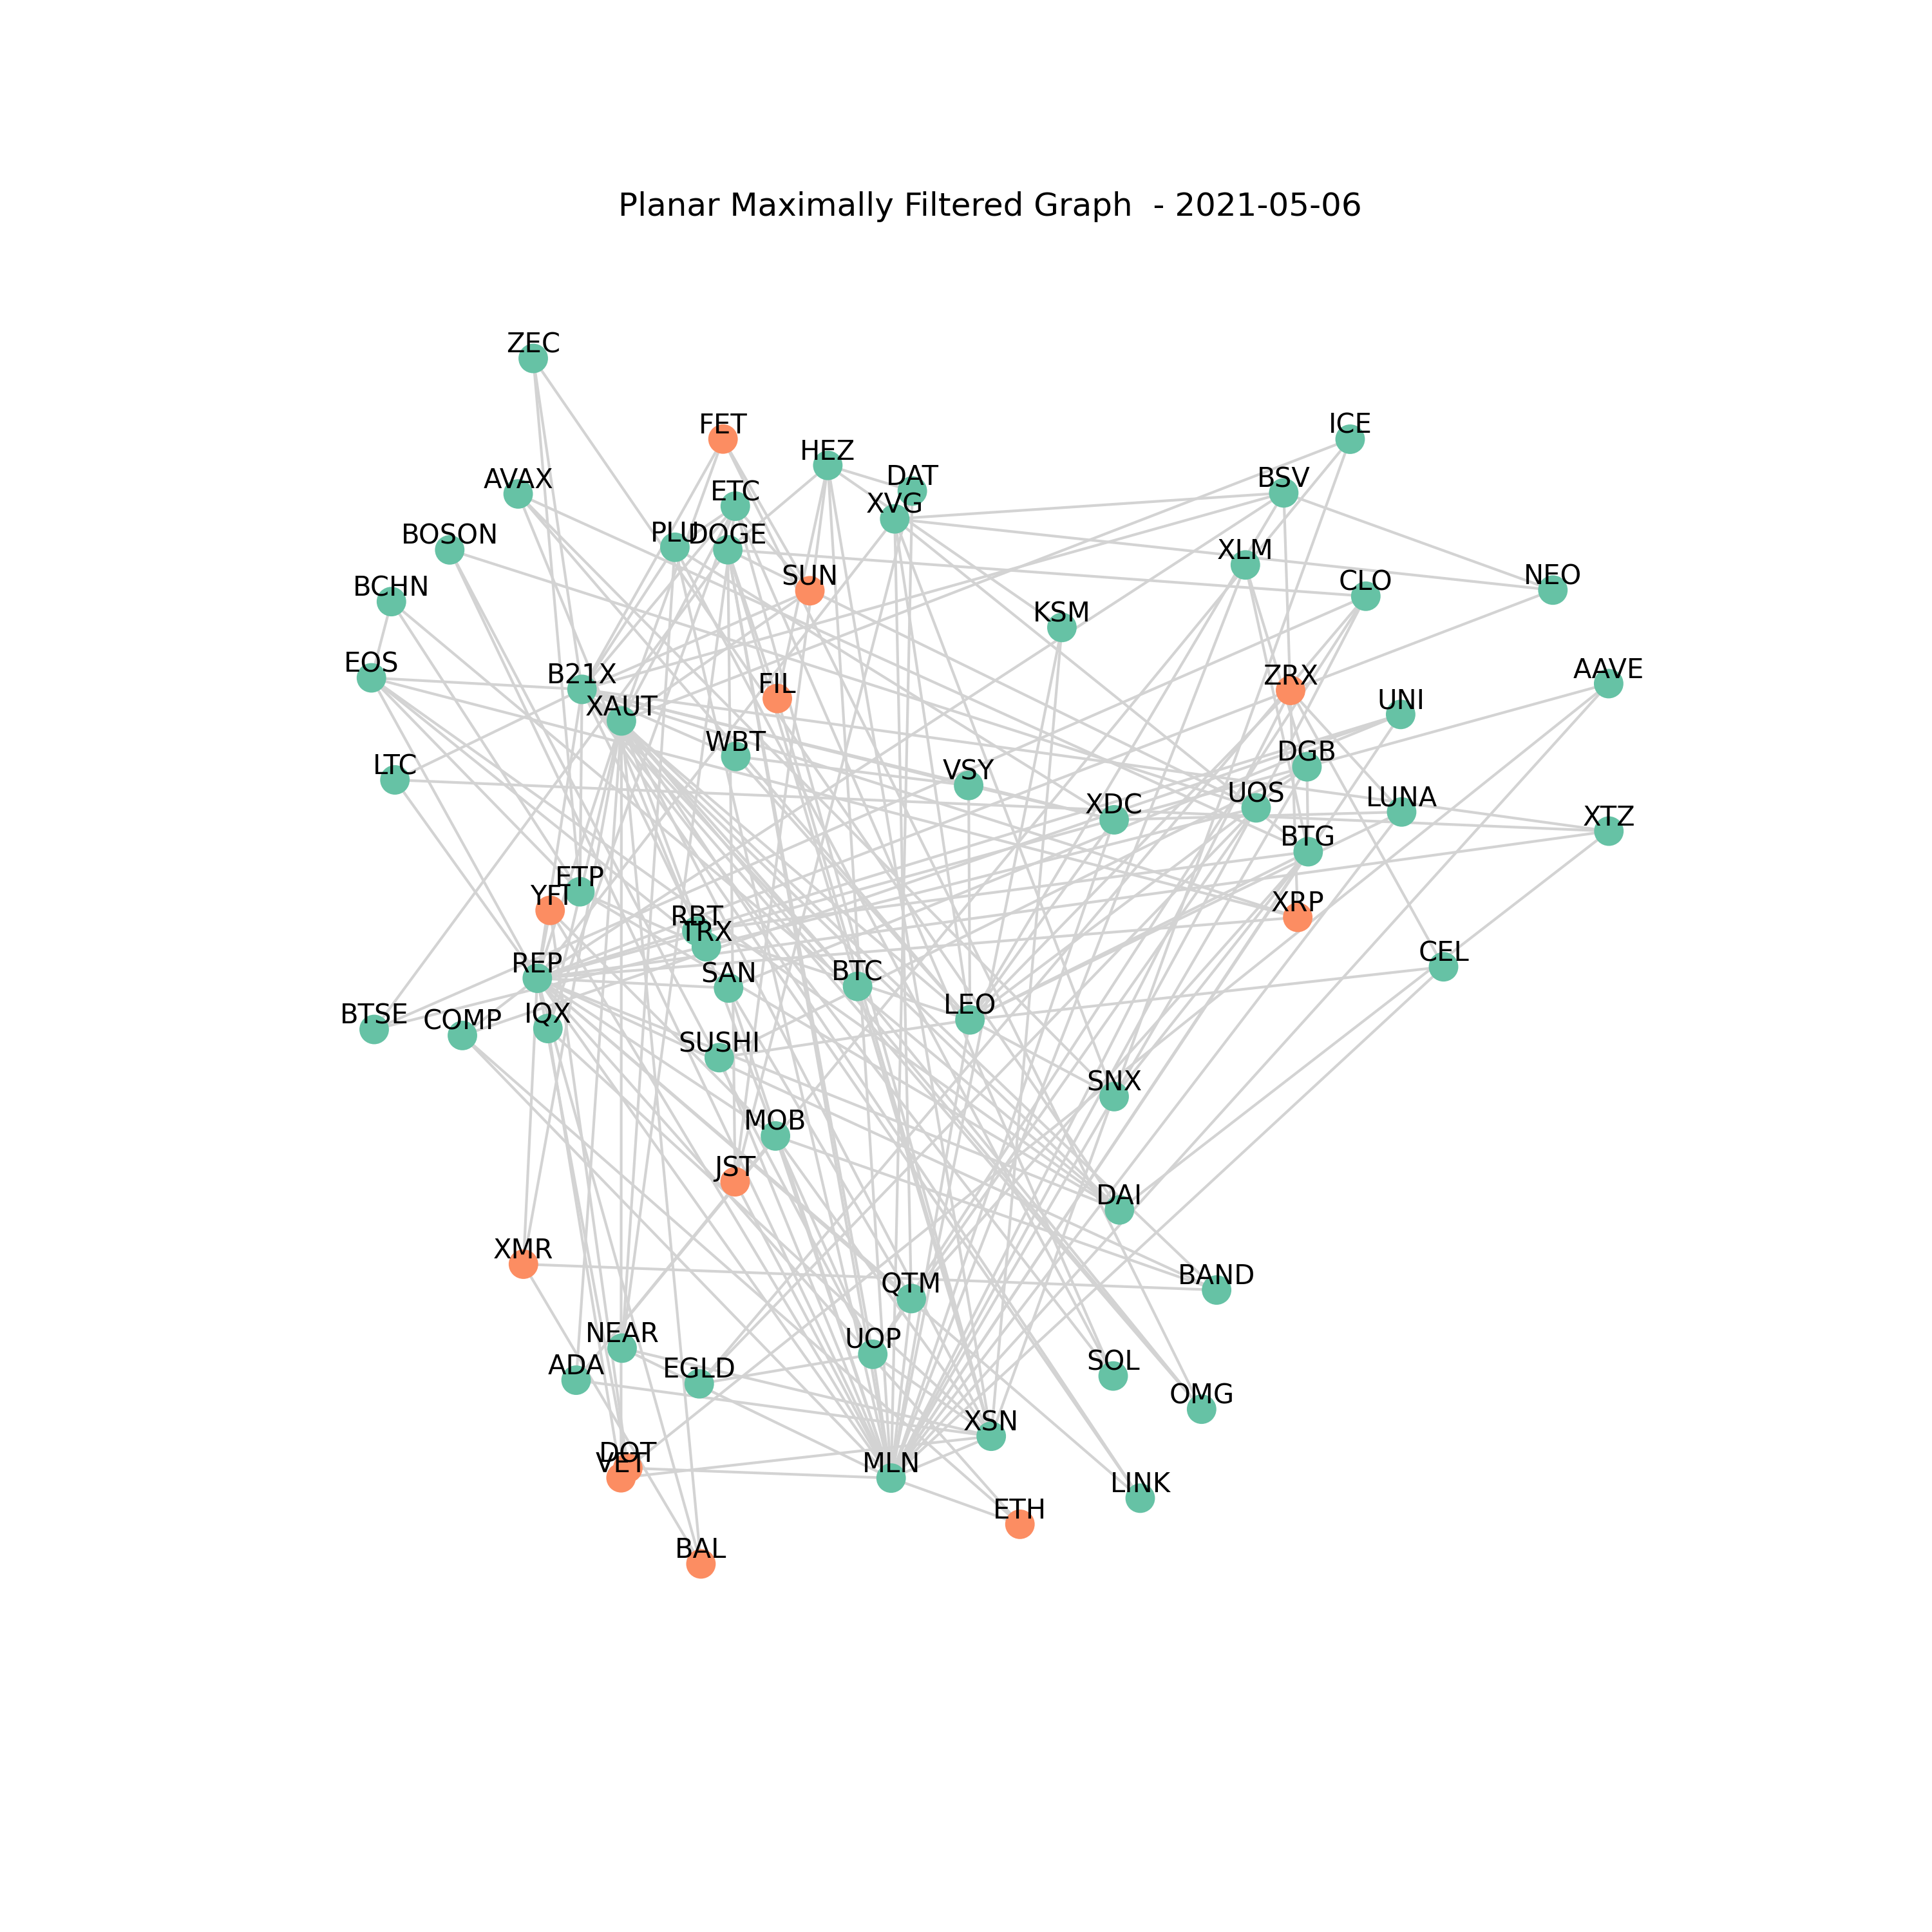 Planar Maximally Filtered Graph - 2021-05-06
ZEC
FET
ICE
HEZ
DAT
BSV
AVAX
ETC
XVG
BOSON
PLU
DOGE
XLM
SUN
CLO
NEO
BCHN
KSM
EOS
B21X
FIL
ZRX
AAVE
XAUT
UNI
WBT
DGB
LTC
VSY
UOS
LUNA
XDC
XTZ
BTG
ETP
YFI
XRP
RBT
TRX
REP
SAN
BTC
CEL
BTSE
COMP
IQX
LEO
SUSHI
SNX
MOB
JST
DAI
XMR
QTM
BAND
NEAR
UOP
ADA
EGLD
SOL
OMG
XSN
DOT
VET
MLN
LINK
ETH
BAL